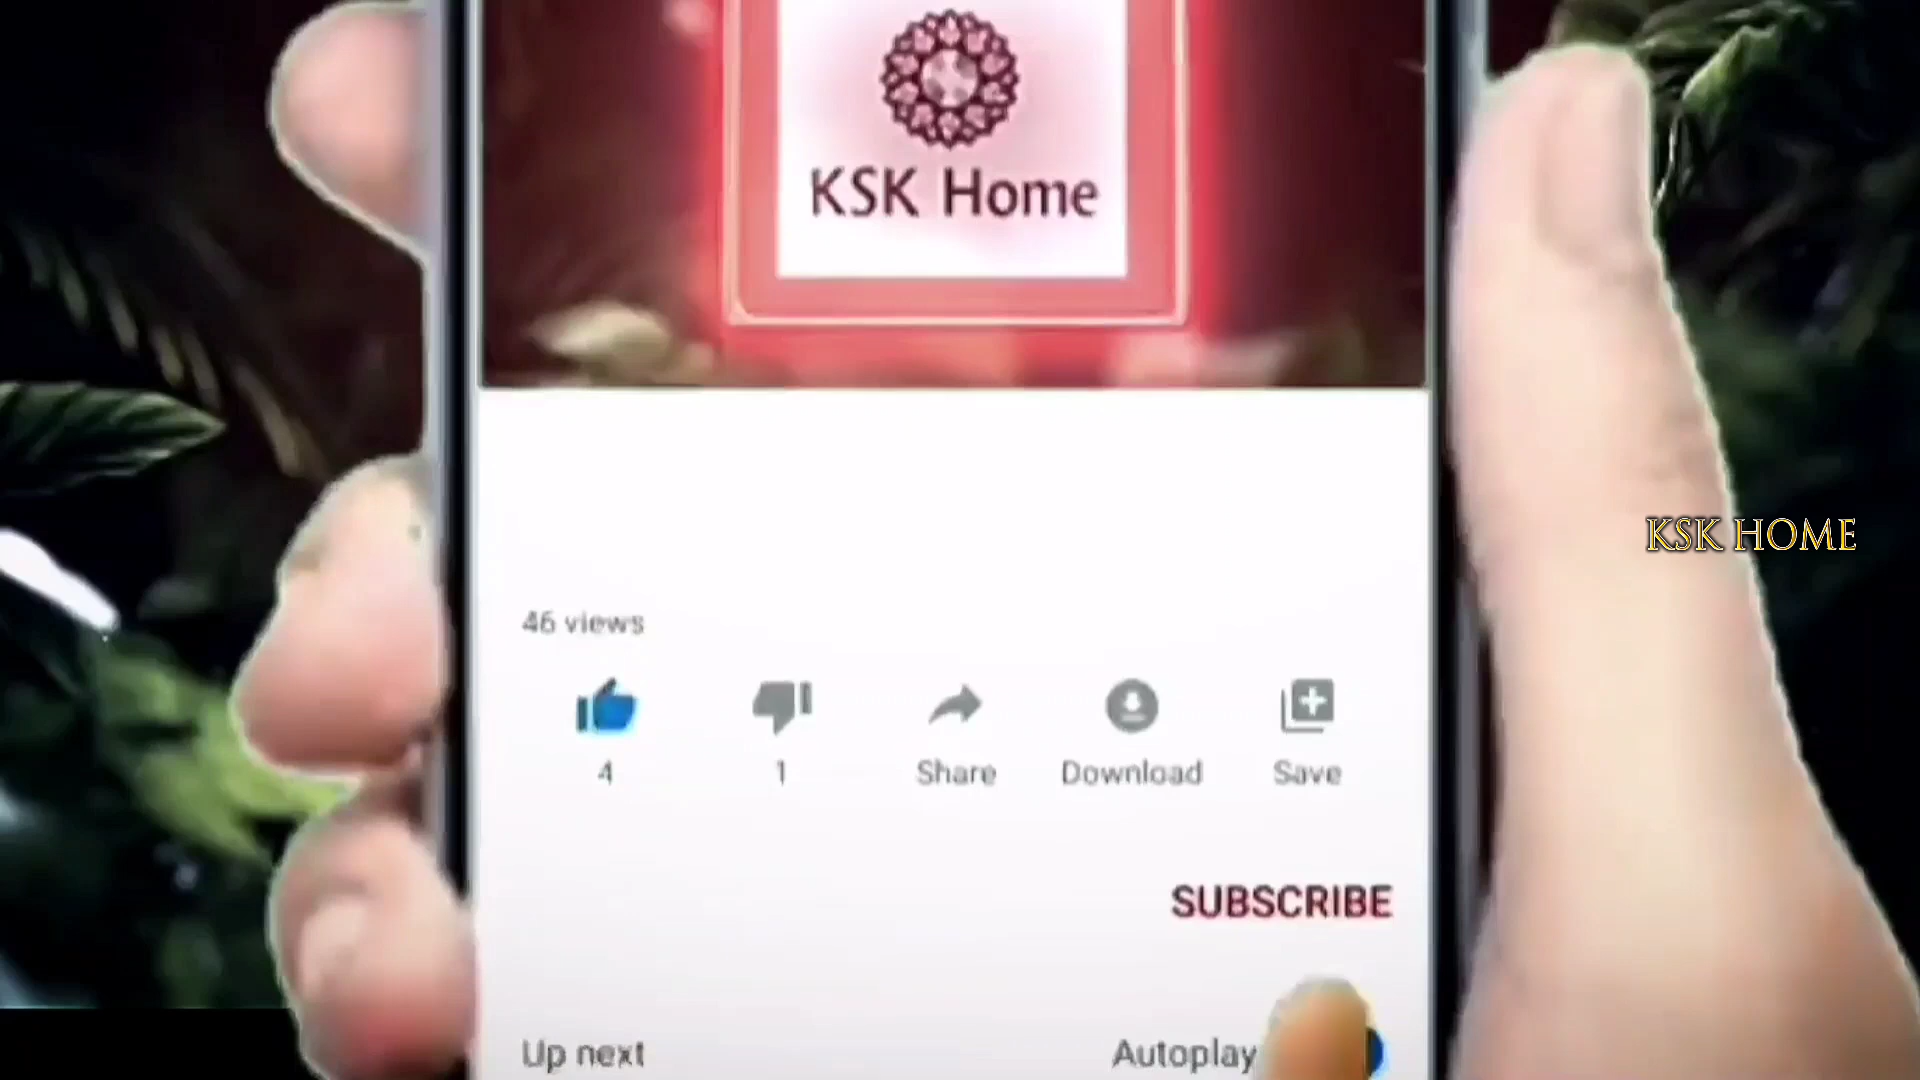 KSK Home
KSK HOME
46 views
4
1
Share
Download
Save
SUBSCRIBE
Up next
Autoplay